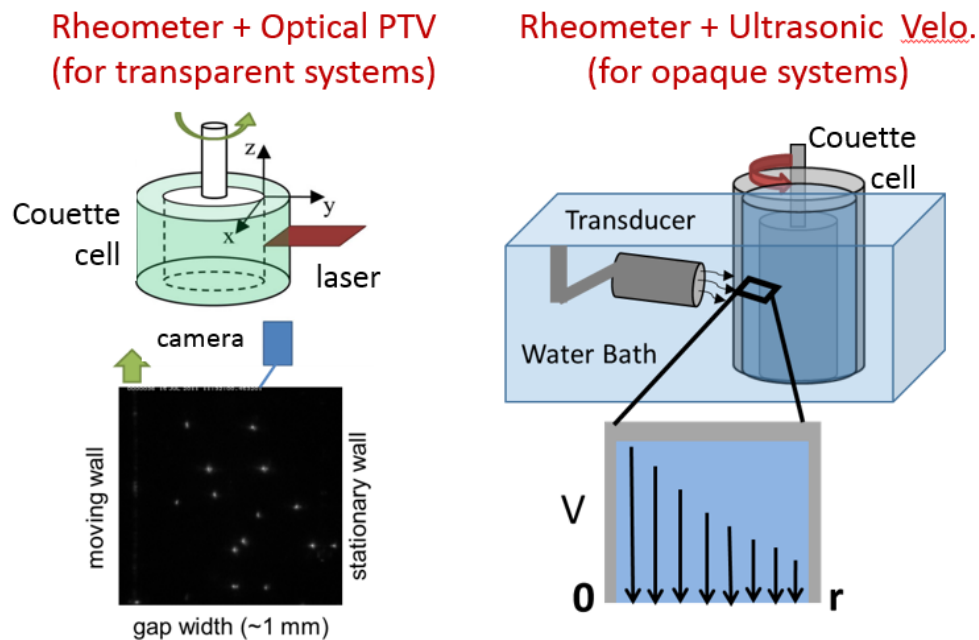 Rheometer + Optical PTV
(for transparent systems)
z
y
x
Couette
cell
laser
camera
moving wall
stationary wall
gap width (~1 mm)
Rheometer + Ultrasonic Velo.
(for opaque systems)
Couette
cell
Transducer
Water Bath
V
0
r